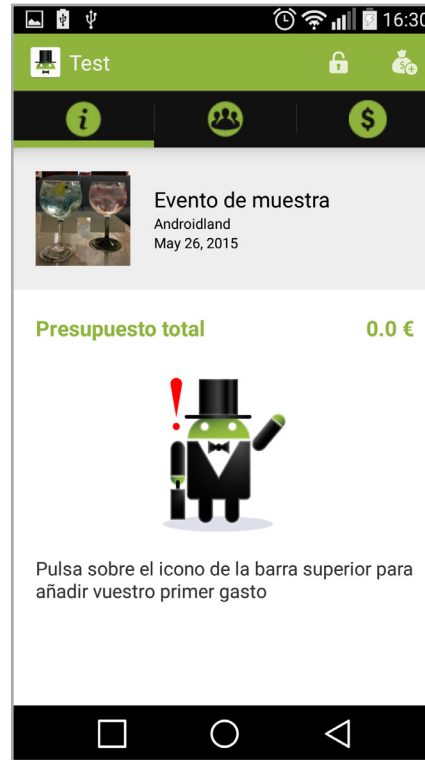 16:30
Test
Evento de muestra
Androidland
May 26, 2015
Presupuesto total 0.0 €
Pulsa sobre el icono de la barra superior para
añadir vuestro primer gasto